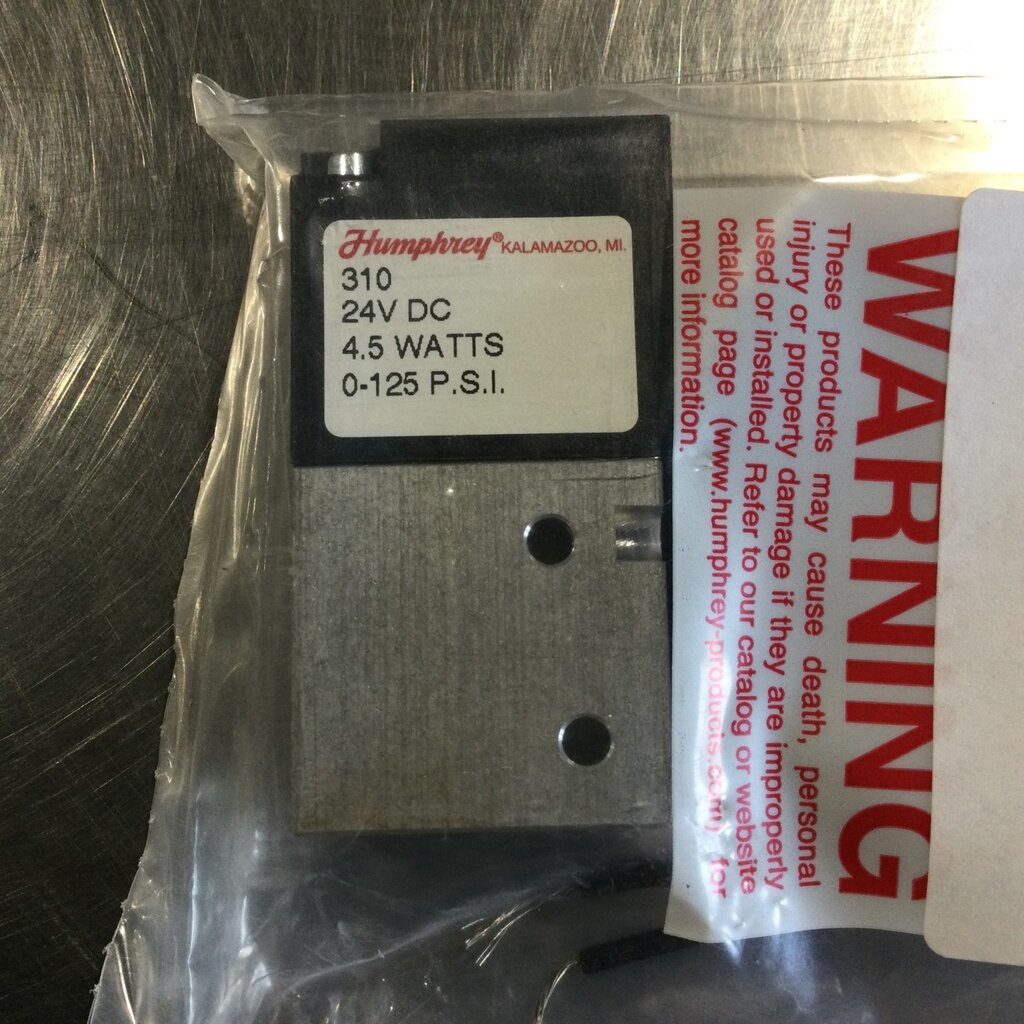 Humphrey® KALAMAZOO, MI.
310
24V DC
4.5 WATTS
0-125 P.S.I.
WARNING
These products may cause death, personal
injury or property damage if they are improperly
used or installed. Refer to our catalog or website
catalog page (www.humphrey-products.com) for
more information.